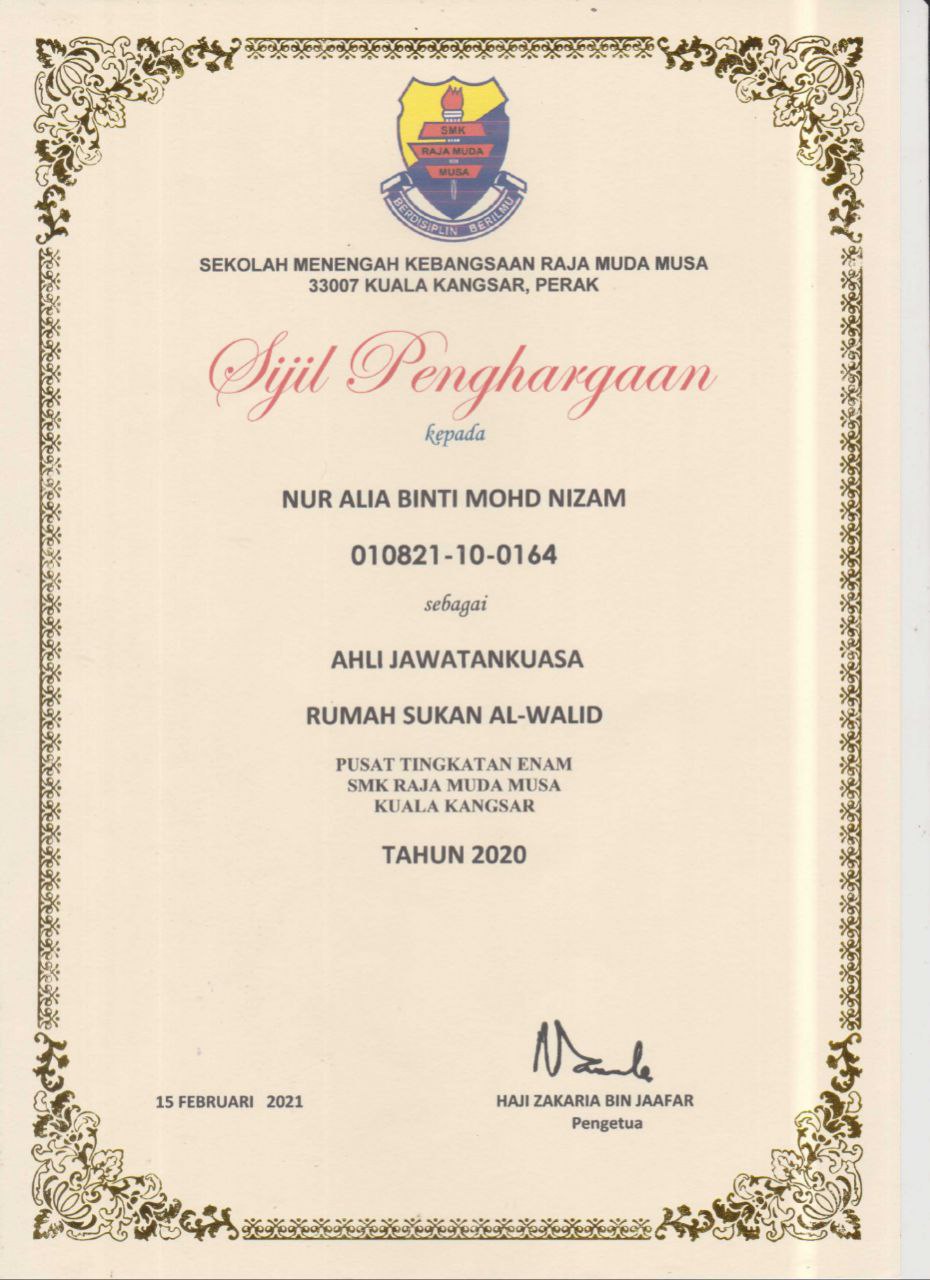 SMK
RAJA MUDA
MUSA
BERDISIPLIN BERILMU
SEKOLAH MENENGAH KEBANGSAAN RAJA MUDA MUSA
33007 KUALA KANGSAR, PERAK
Sijil Penghargaan
kepada
NUR ALIA BINTI MOHD NIZAM
010821-10-0164
sebagai
AHLI JAWATANKUASA
RUMAH SUKAN AL-WALID
PUSAT TINGKATAN ENAM
SMK RAJA MUDA MUSA
KUALA KANGSAR
TAHUN 2020
15 FEBRUARI 2021
HAJI ZAKARIA BIN JAAFAR
Pengetua